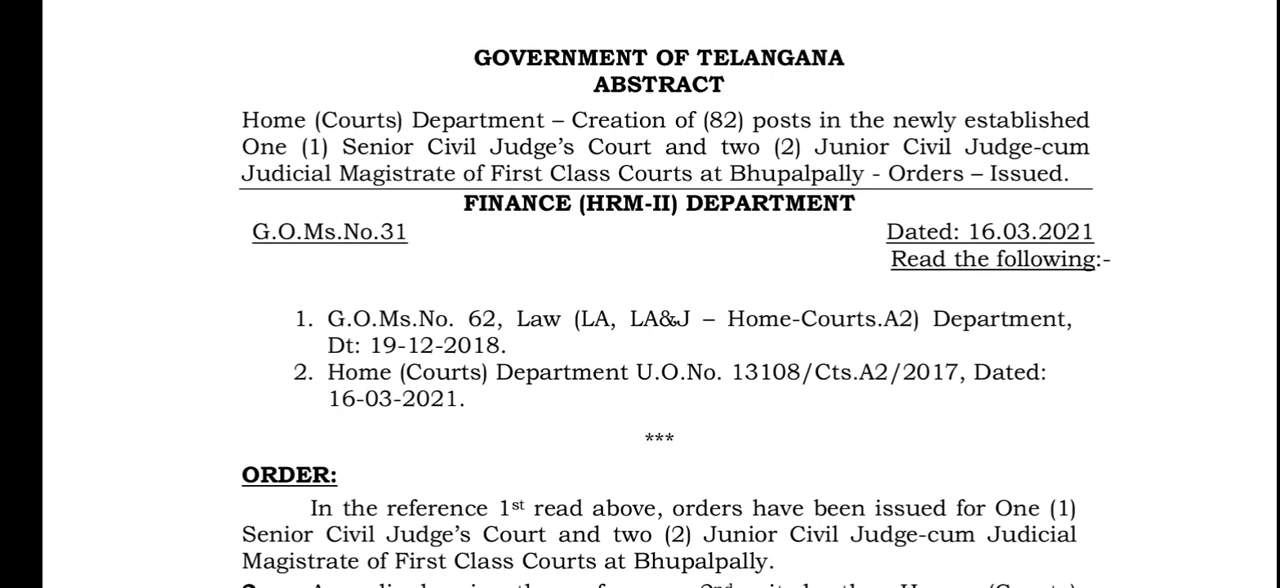 GOVERNMENT OF TELANGANA
ABSTRACT
Home (Courts) Department – Creation of (82) posts in the newly established
One (1) Senior Civil Judge’s Court and two (2) Junior Civil Judge-cum
Judicial Magistrate of First Class Courts at Bhupalpally - Orders – Issued.
FINANCE (HRM-II) DEPARTMENT
G.O.Ms.No.31 Dated: 16.03.2021
Read the following:-
1. G.O.Ms.No. 62, Law (LA, LA&J – Home-Courts.A2) Department,
Dt: 19-12-2018.
2. Home (Courts) Department U.O.No. 13108/Cts.A2/2017, Dated:
16-03-2021.
***
ORDER:
In the reference 1st read above, orders have been issued for One (1)
Senior Civil Judge’s Court and two (2) Junior Civil Judge-cum Judicial
Magistrate of First Class Courts at Bhupalpally.